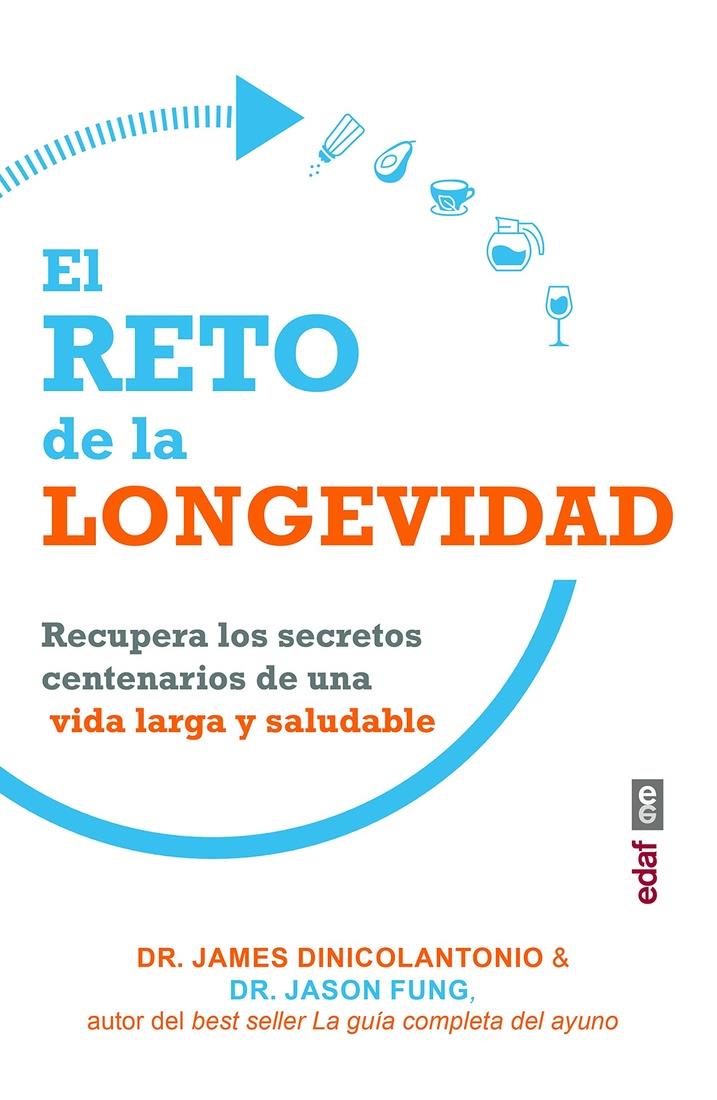 El
RETO
de la
LONGEVIDAD
Recupera los secretos
centenarios de una
vida larga y saludable
edaf
DR. JAMES DINICOLANTONIO &
DR. JASON FUNG,
autor del best seller La guía completa del ayuno